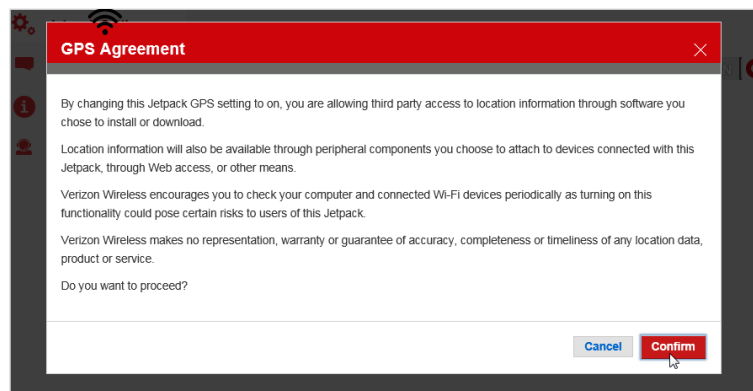 GPS Agreement
By changing this Jetpack GPS setting to on, you are allowing third party access to location information through software you
chose to install or download.
Location information will also be available through peripheral components you choose to attach to devices connected with this
Jetpack, through Web access, or other means.
Verizon Wireless encourages you to check your computer and connected Wi-Fi devices periodically as turning on this
functionality could pose certain risks to users of this Jetpack.
Verizon Wireless makes no representation, warranty or guarantee of accuracy, completeness or timeliness of any location data,
product or service.
Do you want to proceed?
Cancel Confirm